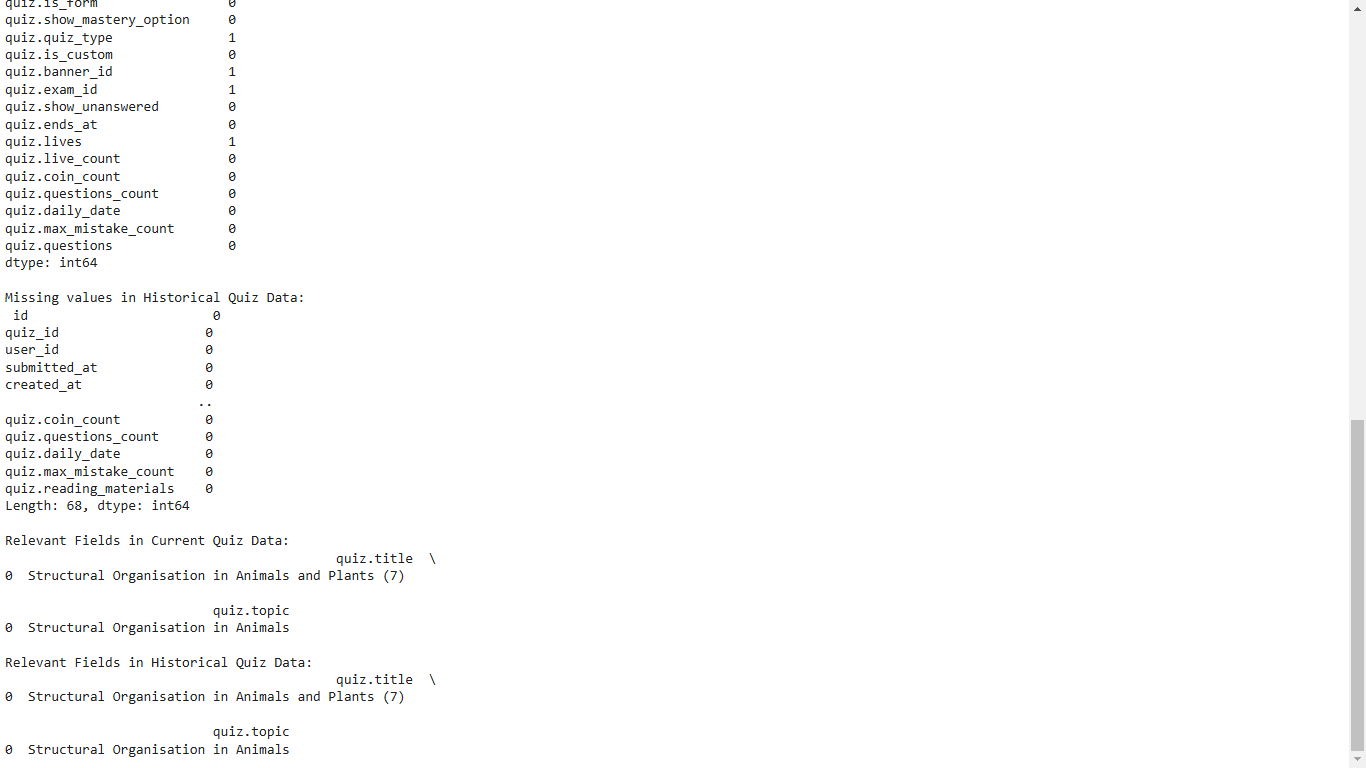 quiz.is_form 0
quiz.show_mastery_option 0
quiz.quiz_type 1
quiz.is_custom 0
quiz.banner_id 1
quiz.exam_id 1
quiz.show_unanswered 0
quiz.ends_at 0
quiz.lives 1
quiz.live_count 0
quiz.coin_count 0
quiz.questions_count 0
quiz.daily_date 0
quiz.max_mistake_count 0
quiz.questions 0
dtype: int64
Missing values in Historical Quiz Data:
id 0
quiz_id 0
user_id 0
submitted_at 0
created_at 0
..
quiz.coin_count 0
quiz.questions_count 0
quiz.daily_date 0
quiz.max_mistake_count 0
quiz.reading_materials 0
Length: 68, dtype: int64
Relevant Fields in Current Quiz Data:
quiz.title \
0 Structural Organisation in Animals and Plants (7)
quiz.topic
0 Structural Organisation in Animals
Relevant Fields in Historical Quiz Data:
quiz.title \
0 Structural Organisation in Animals and Plants (7)
quiz.topic
0 Structural Organisation in Animals